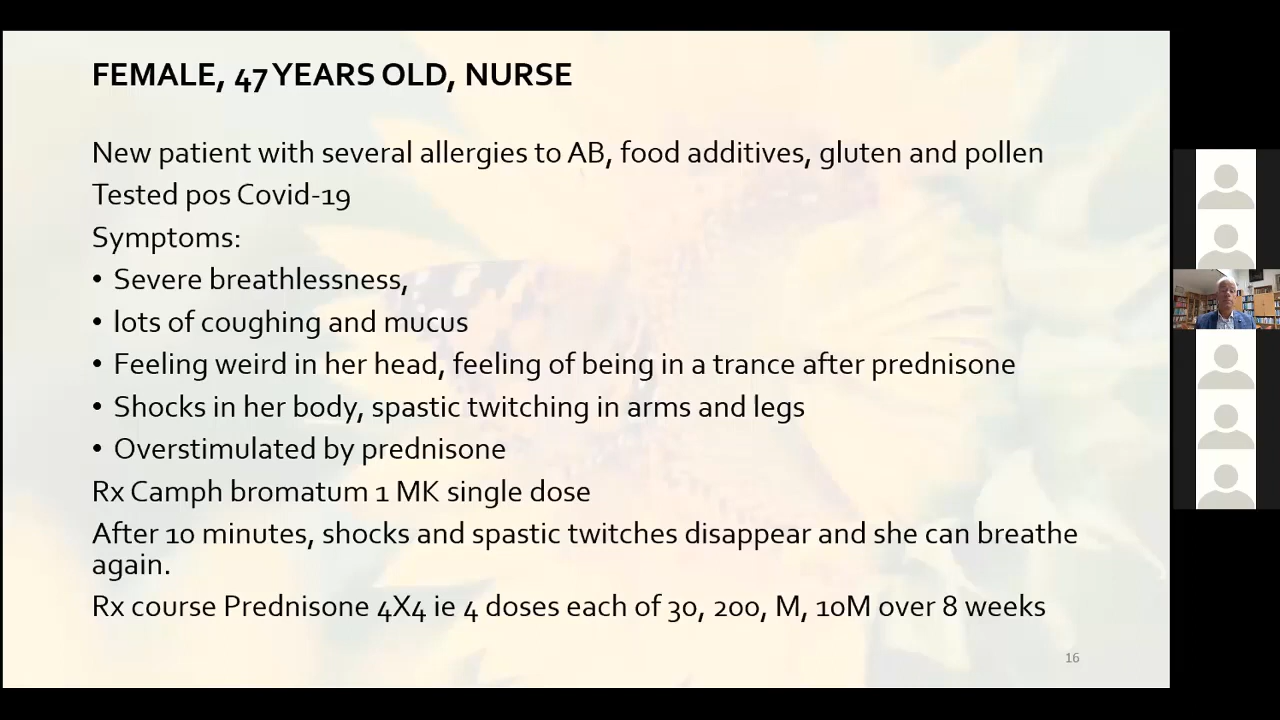 FEMALE, 47 YEARS OLD, NURSE
New patient with several allergies to AB, food additives, gluten and pollen
Tested pos Covid-19
Symptoms:
• Severe breathlessness,
• lots of coughing and mucus
• Feeling weird in her head, feeling of being in a trance after prednisone
• Shocks in her body, spastic twitching in arms and legs
• Overstimulated by prednisone
Rx Camph bromatum 1 MK single dose
After 10 minutes, shocks and spastic twitches disappear and she can breathe
again.
Rx course Prednisone 4X4 ie 4 doses each of 30, 200, M, 10M over 8 weeks
16